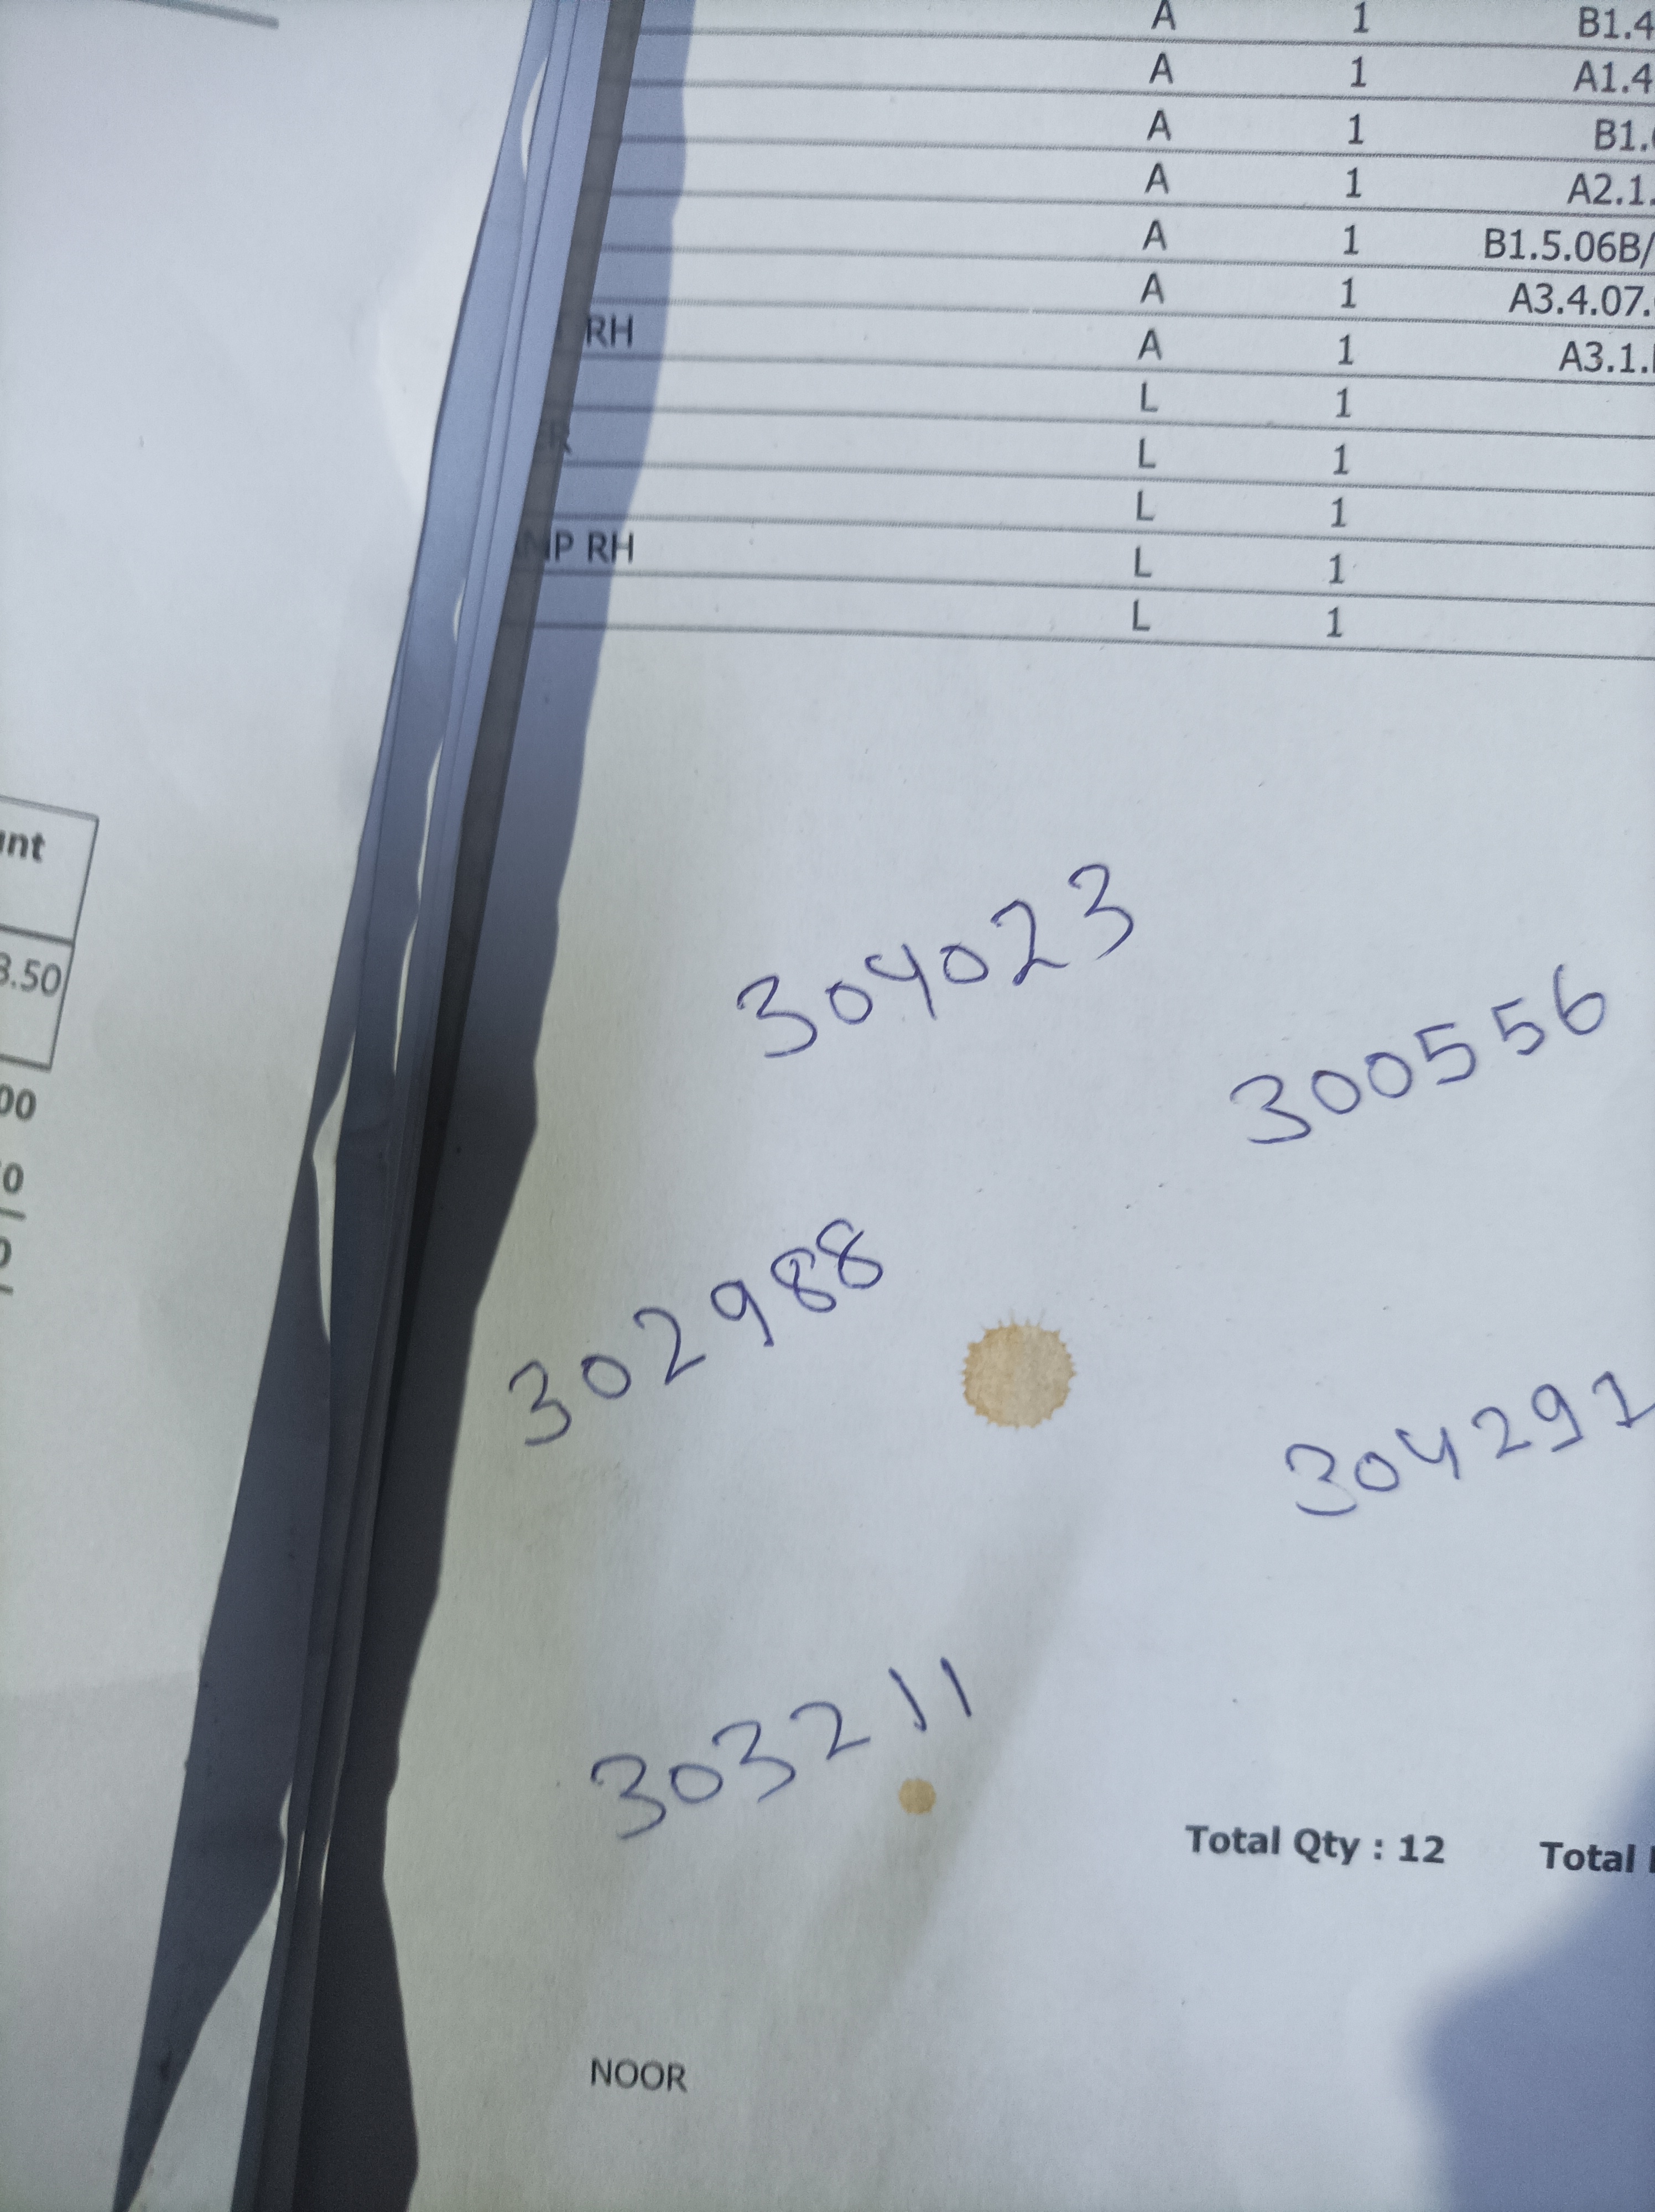 A 1 B1.4
A 1 A1.4
A 1 B1.
A 1 A2.1.
A 1 B1.5.06B/
A 1 A3.4.07.
RH A 1 A3.1.
L 1
R L 1
L 1
MP RH L 1
L 1
unt
3.50
00
0
304023
300556
302988
304291
303211
Total Qty : 12 Total
NOOR